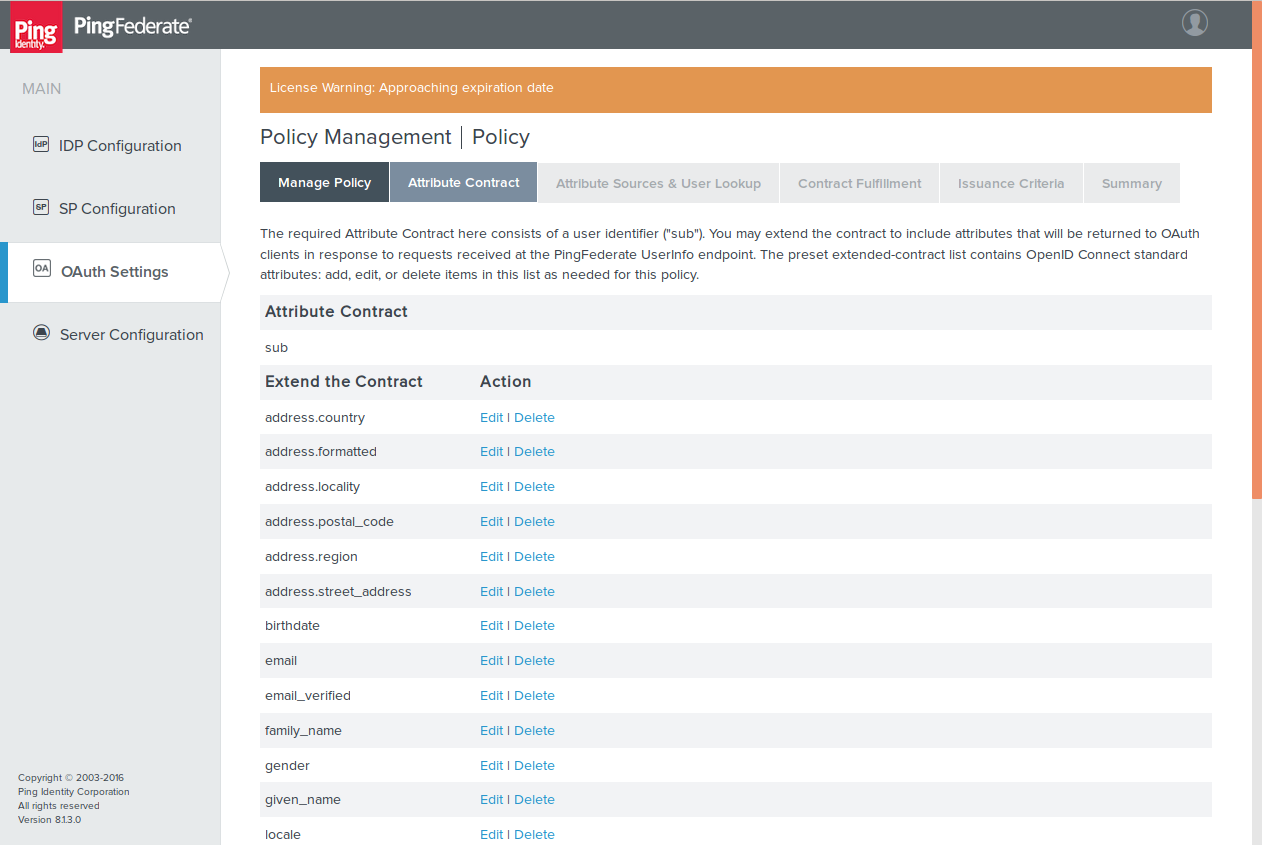 Ping
Identity.
PingFederate®
MAIN
IdP IDP Configuration
SP SP Configuration
OA OAuth Settings
Server Configuration
Copyright © 2003-2016
Ping Identity Corporation
All rights reserved
Version 8.1.3.0
License Warning: Approaching expiration date
Policy Management | Policy
Manage Policy Attribute Contract Attribute Sources & User Lookup Contract Fulfillment Issuance Criteria Summary
The required Attribute Contract here consists of a user identifier ("sub"). You may extend the contract to include attributes that will be returned to OAuth
clients in response to requests received at the PingFederate UserInfo endpoint. The preset extended-contract list contains OpenID Connect standard
attributes: add, edit, or delete items in this list as needed for this policy.
Attribute Contract
sub
Extend the Contract Action
address.country Edit | Delete
address.formatted Edit | Delete
address.locality Edit | Delete
address.postal_code Edit | Delete
address.region Edit | Delete
address.street_address Edit | Delete
birthdate Edit | Delete
email Edit | Delete
email_verified Edit | Delete
family_name Edit | Delete
gender Edit | Delete
given_name Edit | Delete
locale Edit | Delete